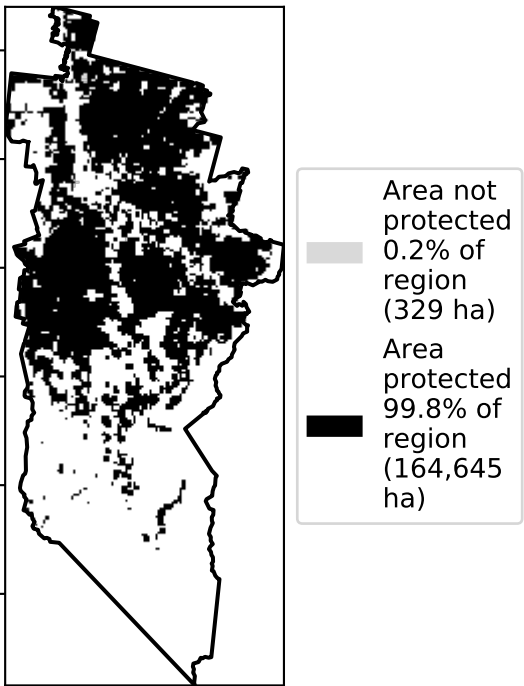 Area not
protected
0.2% of
region
(329 ha)
Area
protected
99.8% of
region
(164,645
ha)